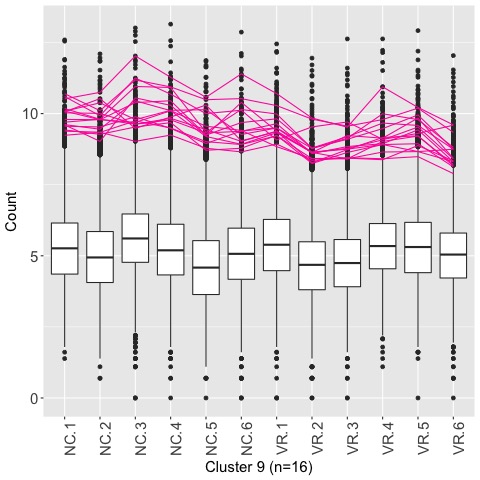 10
5
0
Count
NC.1
NC.2
NC.3
NC.4
NC.5
NC.6
VR.1
VR.2
VR.3
VR.4
VR.5
VR.6
Cluster 9 (n=16)